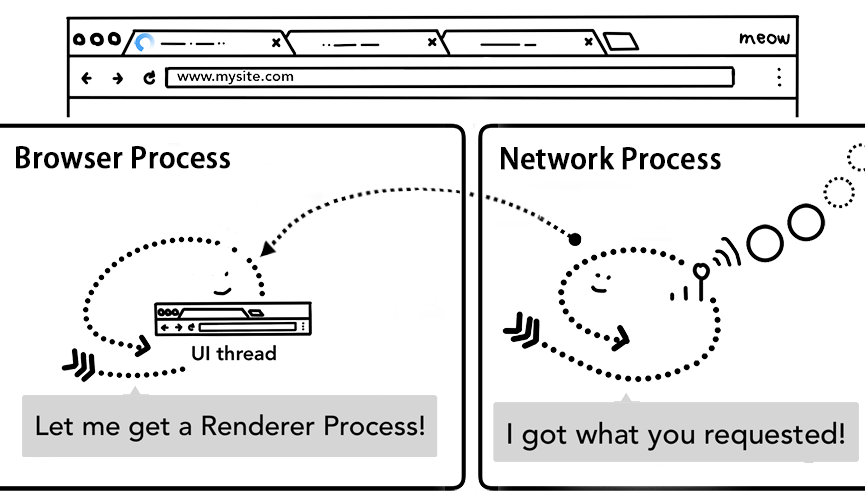 meow
www.mysite.com
Browser Process
Network Process
UI thread
Let me get a Renderer Process!
I got what you requested!